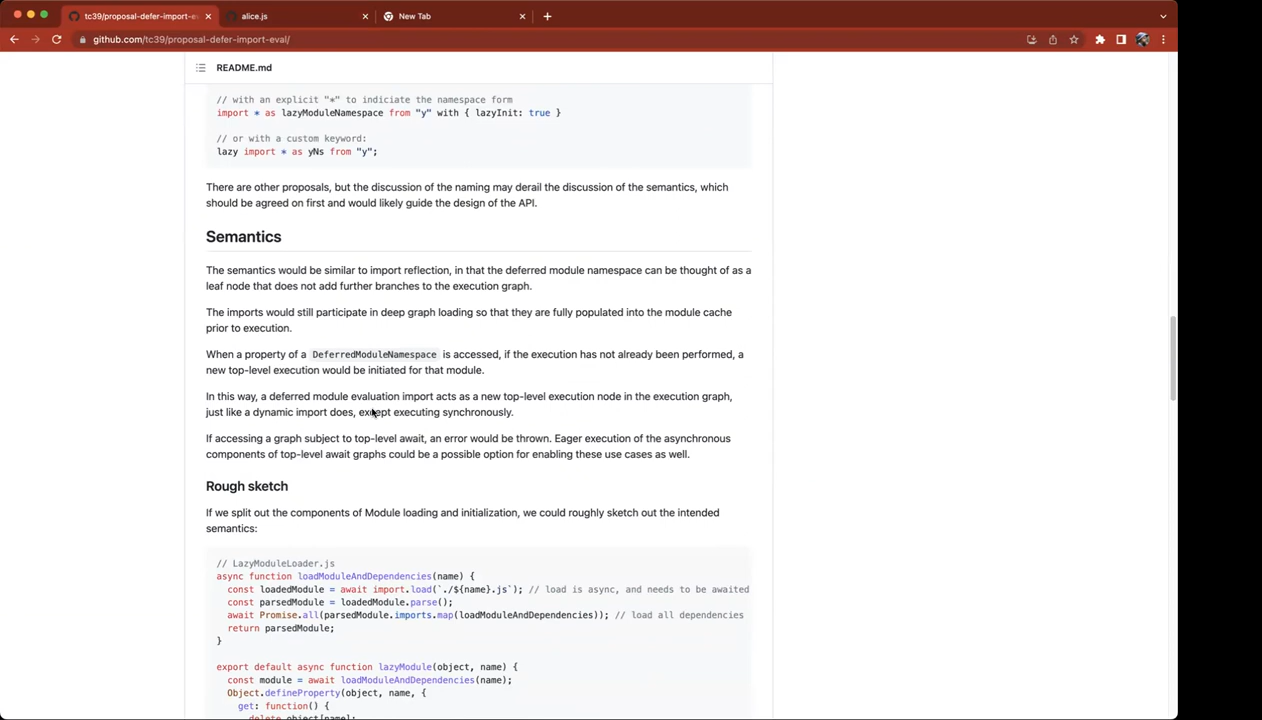 tc39/proposal-defer-import-ev
alice.js
New Tab
github.com/tc39/proposal-defer-import-eval/
README.md
// with an explicit "*" to indiciate the namespace form
import * as lazyModuleNamespace from "y" with { lazyInit: true }
// or with a custom keyword:
lazy import * as yNs from "y";
There are other proposals, but the discussion of the naming may derail the discussion of the semantics, which
should be agreed on first and would likely guide the design of the API.
Semantics
The semantics would be similar to import reflection, in that the deferred module namespace can be thought of as a
leaf node that does not add further branches to the execution graph.
The imports would still participate in deep graph loading so that they are fully populated into the module cache
prior to execution.
When a property of a DeferredModuleNamespace is accessed, if the execution has not already been performed, a
new top-level execution would be initiated for that module.
In this way, a deferred module evaluation import acts as a new top-level execution node in the execution graph,
just like a dynamic import does, except executing synchronously.
If accessing a graph subject to top-level await, an error would be thrown. Eager execution of the asynchronous
components of top-level await graphs could be a possible option for enabling these use cases as well.
Rough sketch
If we split out the components of Module loading and initialization, we could roughly sketch out the intended
semantics:
// LazyModuleLoader.js
async function loadModuleAndDependencies(name) {
const loadedModule = await import.load(`./${name}.js`); // load is async, and needs to be awaited
const parsedModule = loadedModule.parse();
await Promise.all(parsedModule.imports.map(loadModuleAndDependencies)); // load all dependencies
return parsedModule;
}
export default async function lazyModule(object, name) {
const module = await loadModuleAndDependencies(name);
Object.defineProperty(object, name, {
get: function() {
delete object[name];